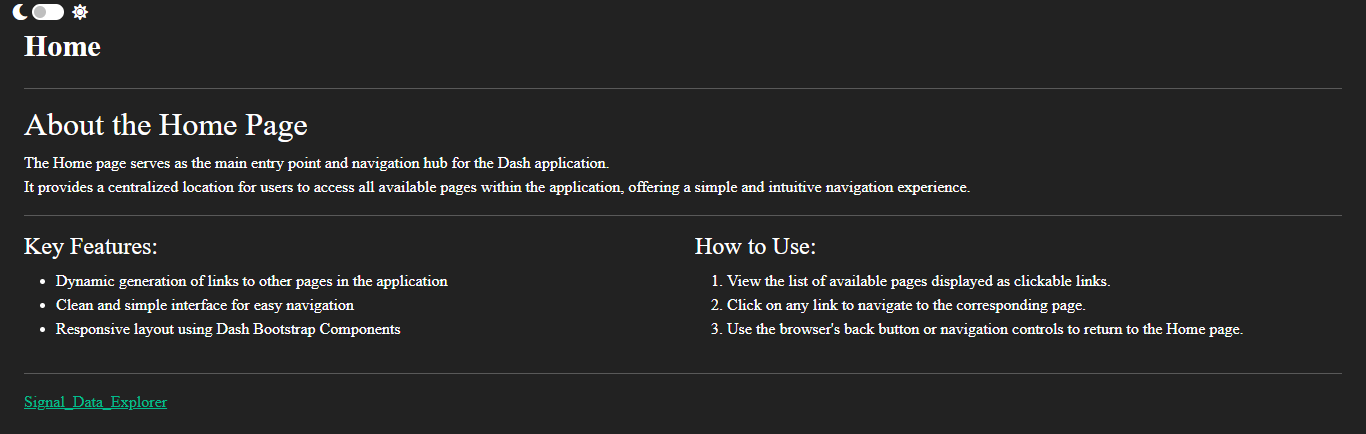 Home
About the Home Page
The Home page serves as the main entry point and navigation hub for the Dash application.
It provides a centralized location for users to access all available pages within the application, offering a simple and intuitive navigation experience.
Key Features:
• Dynamic generation of links to other pages in the application
• Clean and simple interface for easy navigation
• Responsive layout using Dash Bootstrap Components
How to Use:
1. View the list of available pages displayed as clickable links.
2. Click on any link to navigate to the corresponding page.
3. Use the browser's back button or navigation controls to return to the Home page.
Signal_Data_Explorer